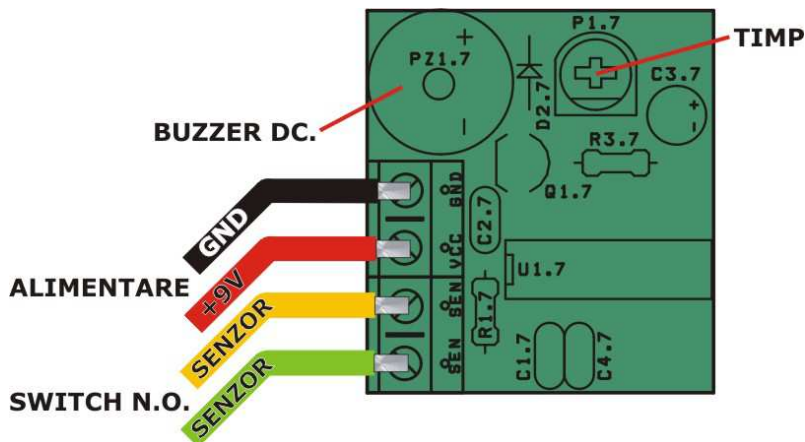 P1.7
TIMP
PZ1.7
+
-
D2.7
C3.7
+
-
BUZZER DC.
R3.7
Q1.7
GND
GND
C2.7
ALIMENTARE
+9V
VCC
U1.7
SENZOR
SEN
R1.7
SWITCH N.O.
SENZOR
SEN
C1.7
C4.7